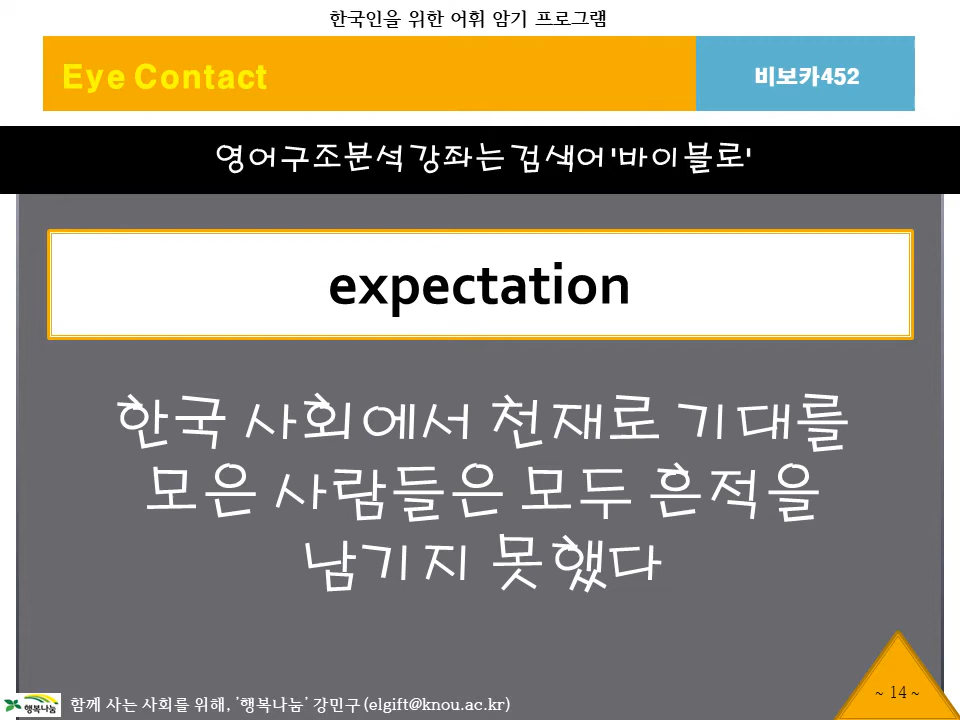 한국인을 위한 어휘 암기 프로그램
Eye Contact
비보카452
영어구조분석 강좌는 검색어 '바이블로'
expectation
한국 사회에서 천재로 기대를
모은 사람들은 모두 흔적을
남기지 못했다
~ 14 ~
행복나눔
함께 사는 사회를 위해, '행복나눔' 강민구 (elgift@knou.ac.kr)